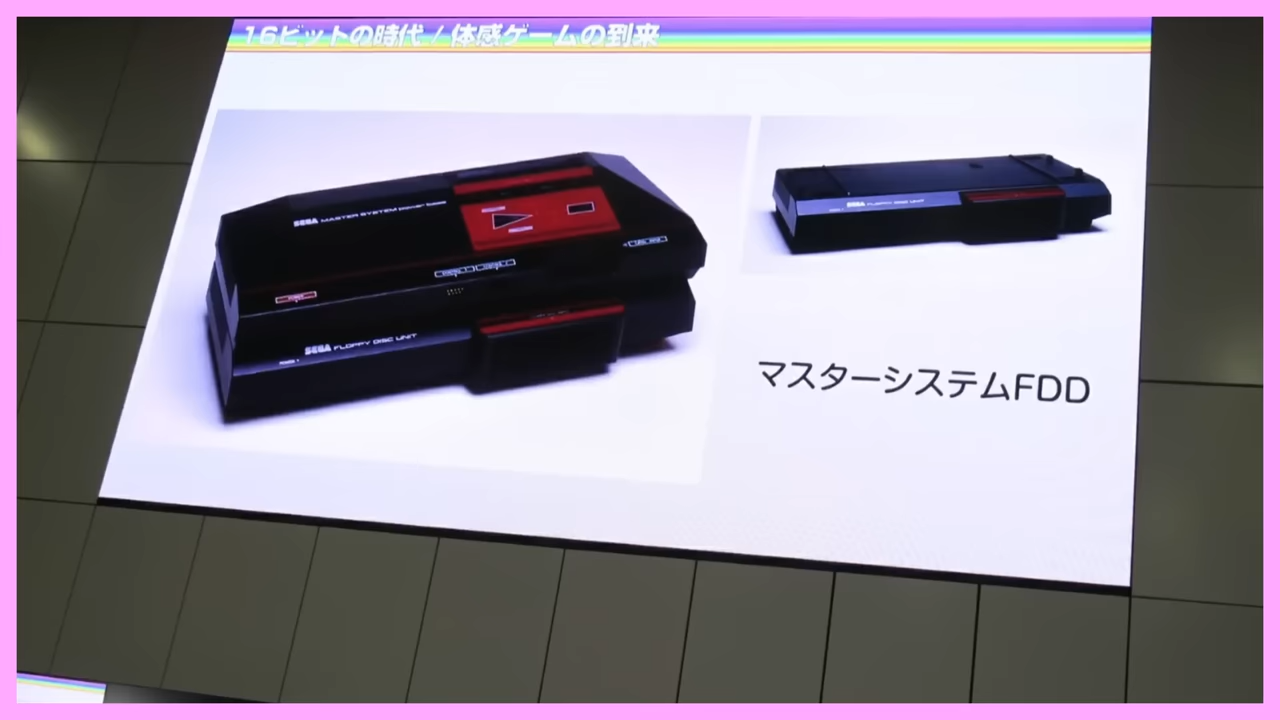 16ビットの時代 / 体感ゲームの到来
SEGA MASTER SYSTEM power base
SEGA FLOPPY DISC UNIT
SEGA FLOPPY DISC UNIT
マスターシステムFDD